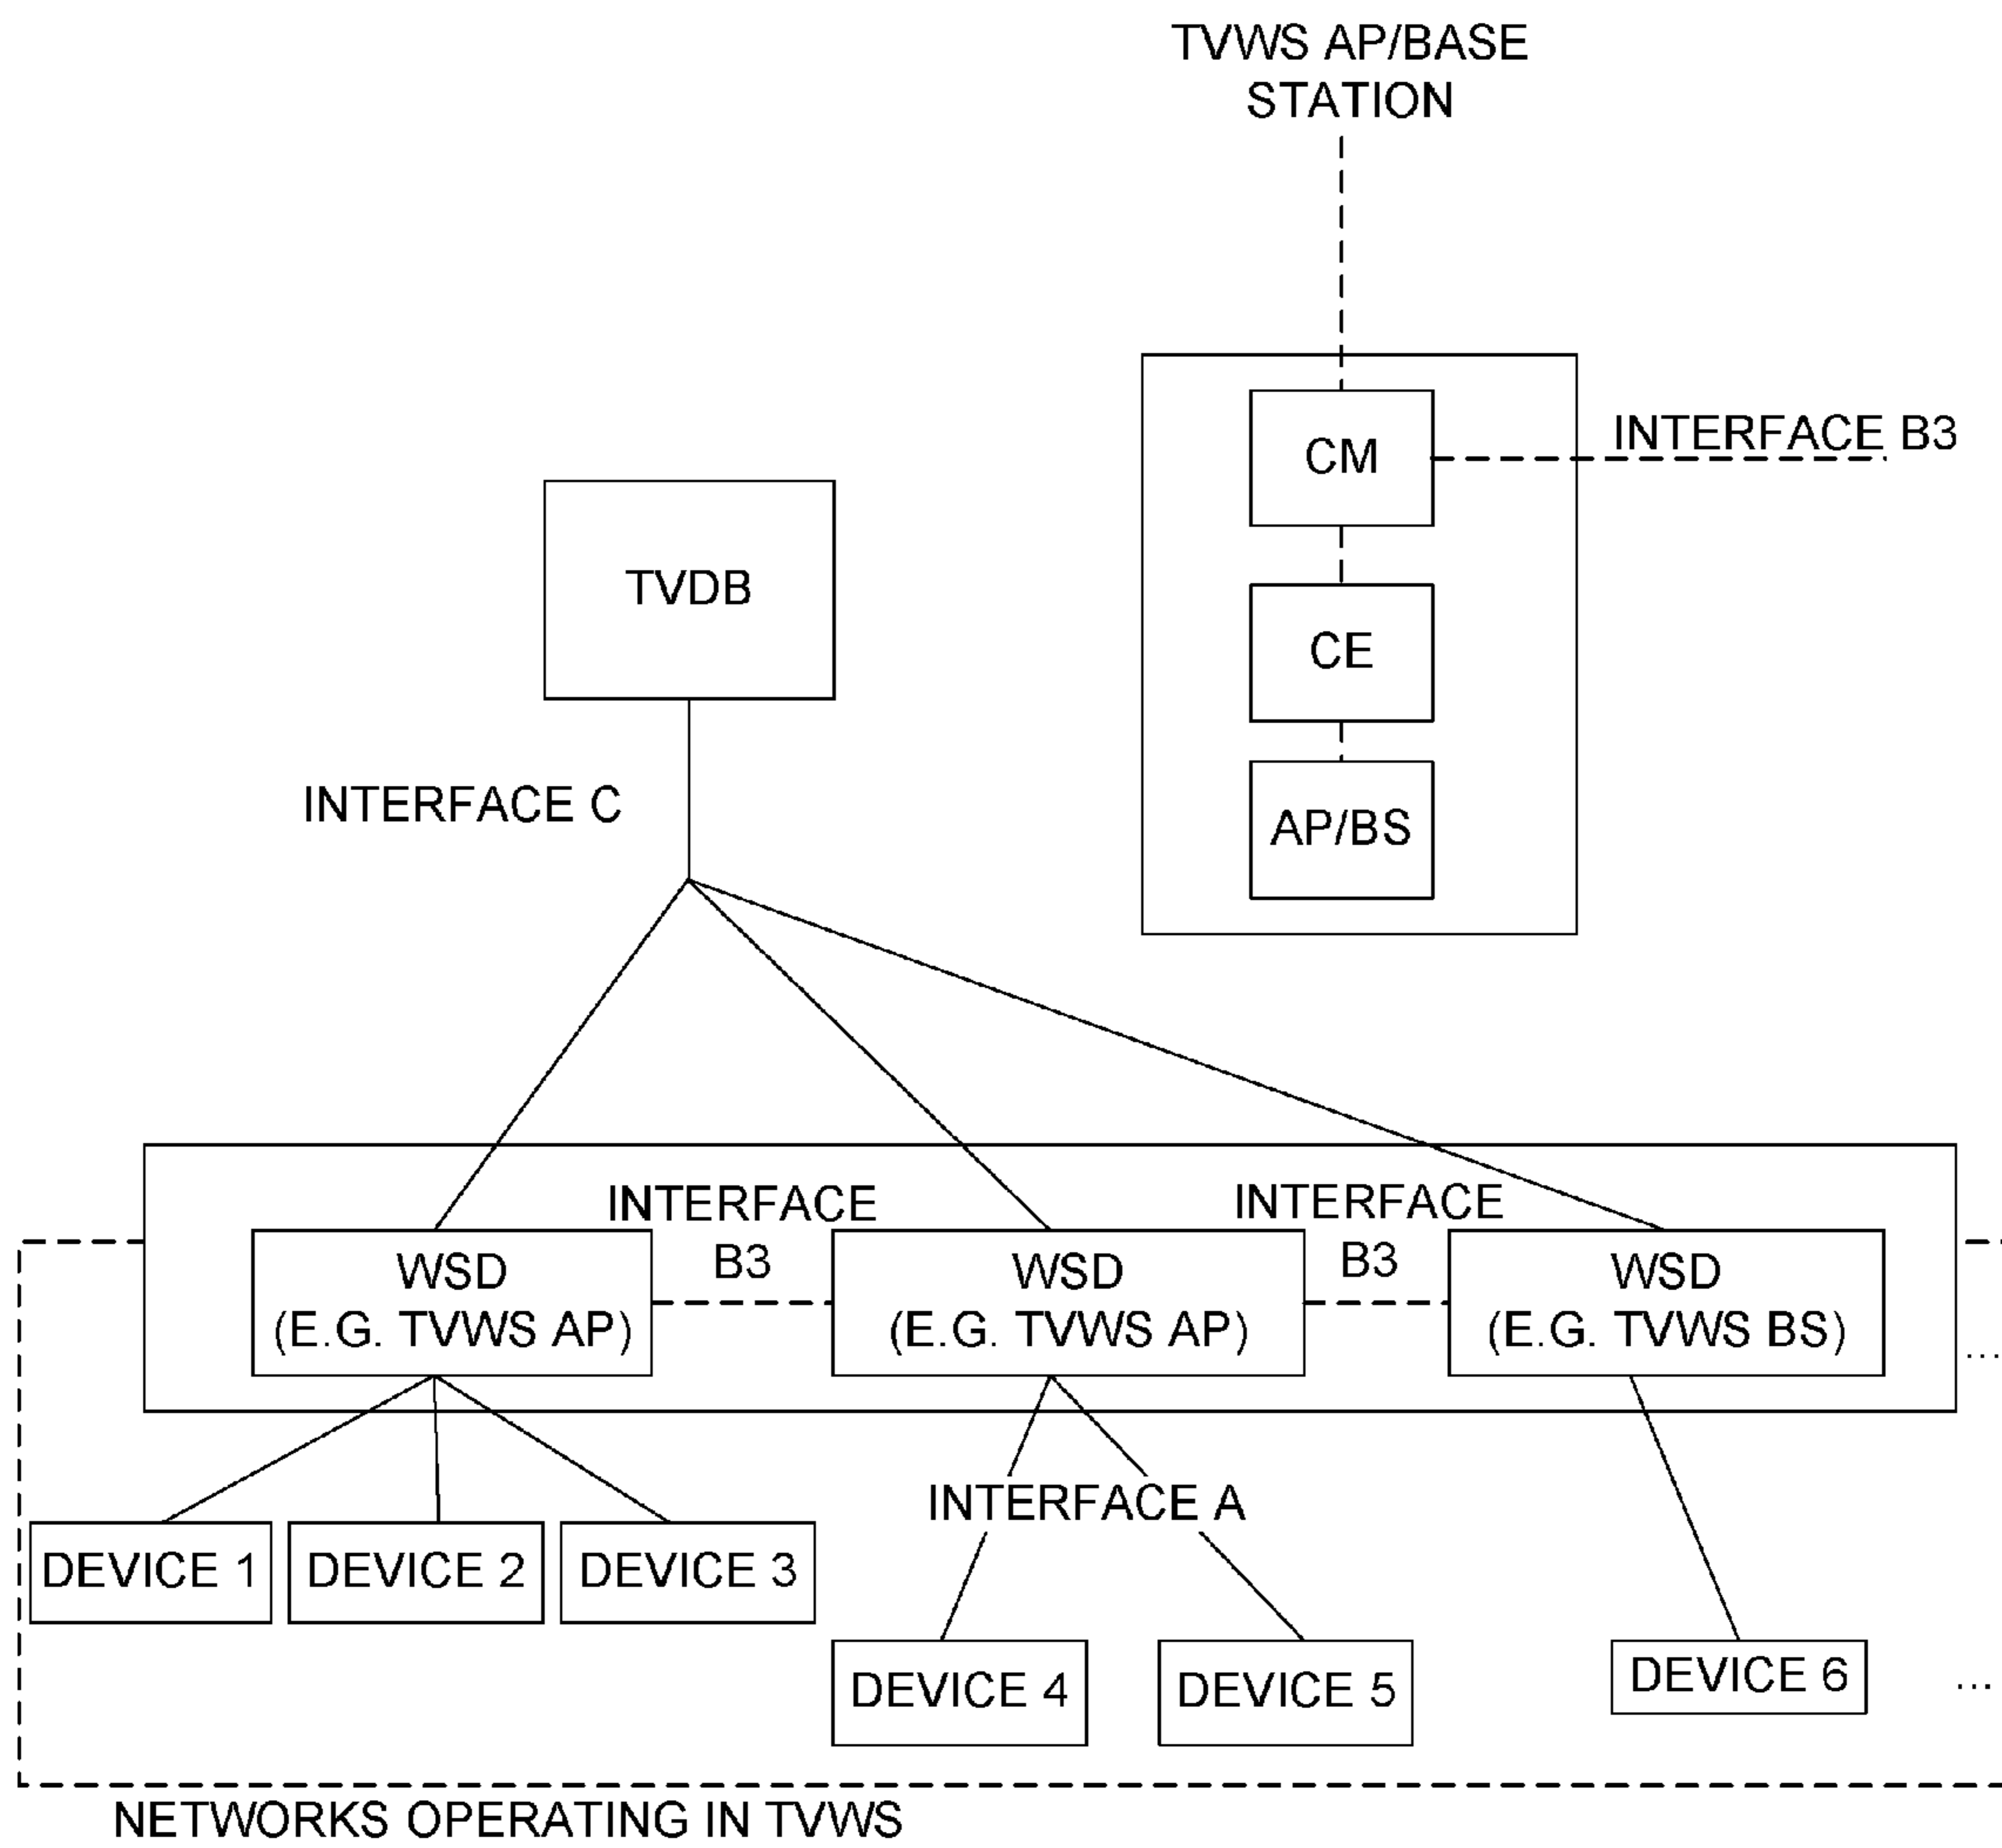 TVWS AP/BASE
STATION
CM
INTERFACE B3
TVDB
CE
INTERFACE C
AP/BS
INTERFACE
B3
INTERFACE
B3
WSD
(E.G. TVWS AP)
WSD
(E.G. TVWS AP)
WSD
(E.G. TVWS BS)
...
INTERFACE A
DEVICE 1
DEVICE 2
DEVICE 3
DEVICE 4
DEVICE 5
DEVICE 6
...
NETWORKS OPERATING IN TVWS